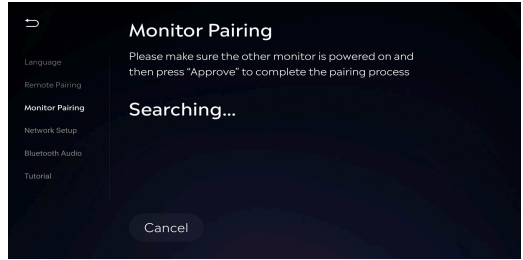 Monitor Pairing
Please make sure the other monitor is powered on and
then press “Approve” to complete the pairing process
Searching...
Language
Remote Pairing
Monitor Pairing
Network Setup
Bluetooth Audio
Tutorial
Cancel